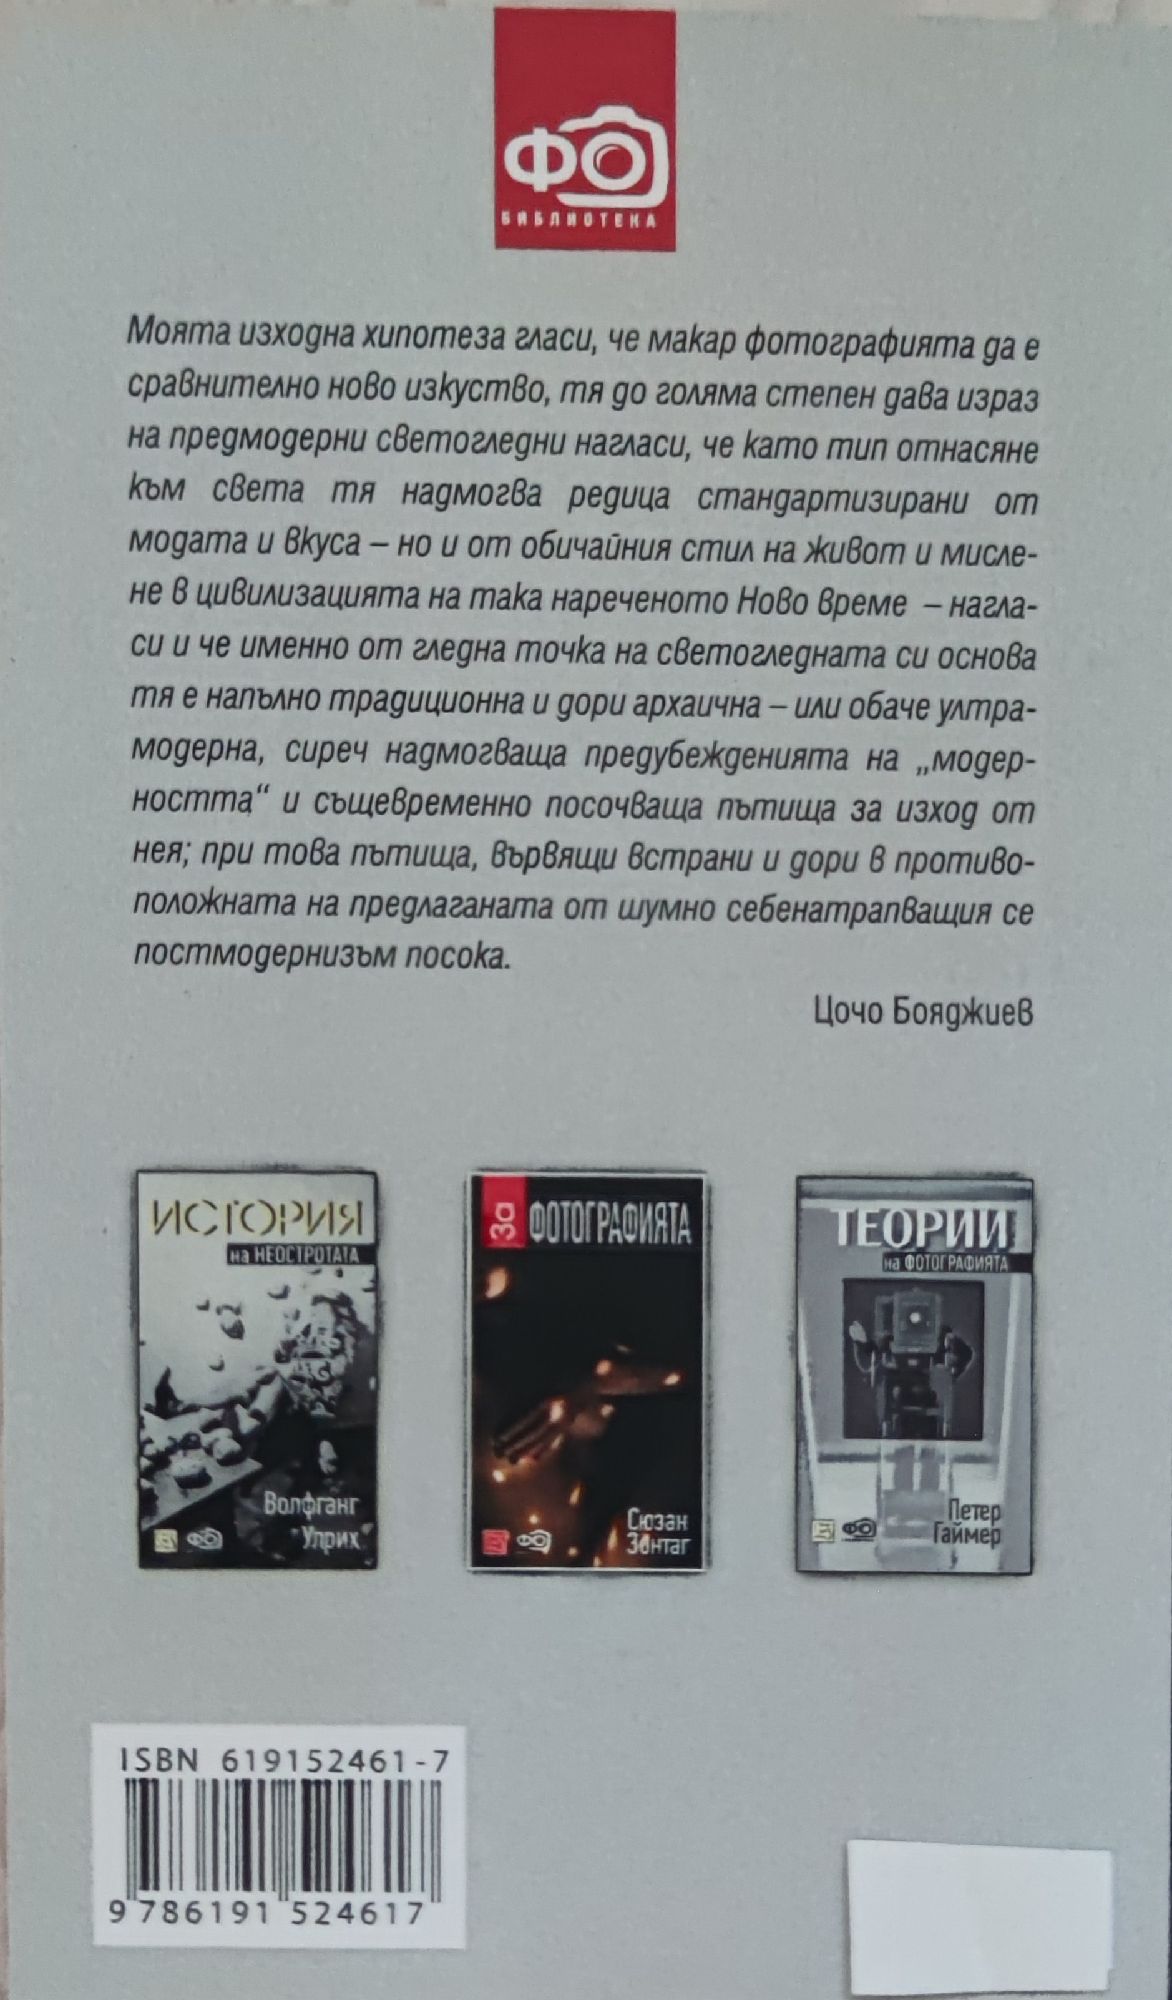 ФО
БИБЛИОТЕКА
Моята изходна хипотеза гласи, че макар фотографията да е
сравнително ново изкуство, тя до голяма степен дава израз
на предмодерни светогледни нагласи, че като тип отнасяне
към света тя надмогва редица стандартизирани от
модата и вкуса – но и от обичайния стил на живот и мисле-
не в цивилизацията на така нареченото Ново време – нагла-
си и че именно от гледна точка на светогледната си основа
тя е напълно традиционна и дори архаична – или обаче ултра-
модерна, сиреч надмогваща предубежденията на „модер-
ността“ и същевременно посочваща пътища за изход от
нея; при това пътища, вървящи встрани и дори в противо-
положната на предлаганата от шумно себенатрапващия се
постмодернизъм посока.
Цочо Бояджиев
ИСТОРИЯ
на НЕОСТРОТАТА
Волфганг
Улрих
ФО
За ФОТОГРАФИЯТА
Сюзан
Зонтаг
ФО
ТЕОРИИ
на ФОТОГРАФИЯТА
Петер
Гаймер
ФО
ISBN 619152461-7
9 786191 524617